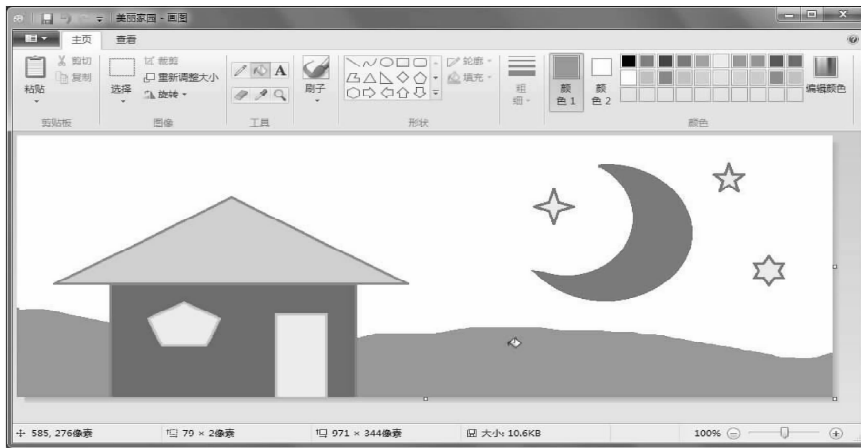 美丽家园 - 画图
主页 查看
粘贴 剪切 复制
剪贴板
选择 裁剪 重新调整大小 旋转
图像
A
工具
刷子
形状
轮廓 填充
粗细
颜色 1
颜色 2
编辑颜色
颜色
585, 276像素 79 × 2像素 971 × 344像素 大小: 10.6KB 100%